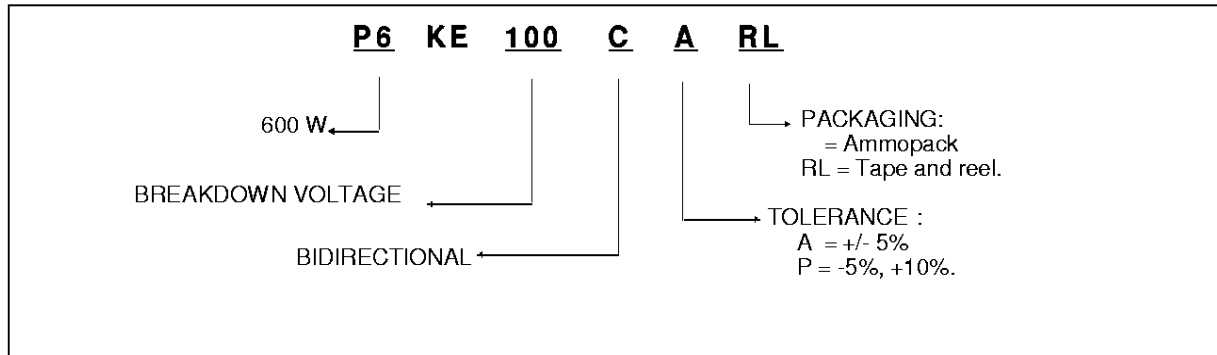 P6 KE 100 C A RL
600 W
PACKAGING:
= Ammopack
RL = Tape and reel.
BREAKDOWN VOLTAGE
TOLERANCE :
A = +/- 5%
P = -5%, +10%.
BIDIRECTIONAL